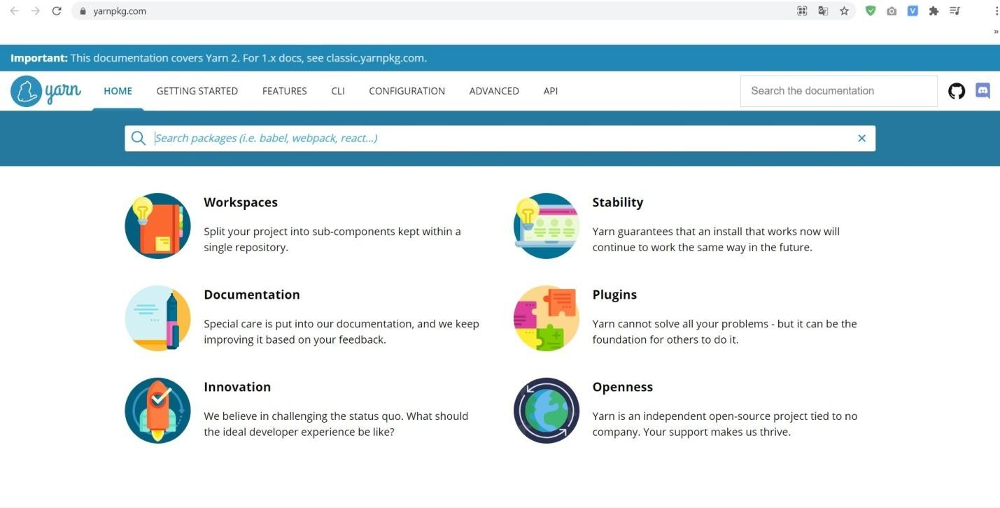 yarnpkg.com
Important: This documentation covers Yarn 2. For 1.x docs, see classic.yarnpkg.com.
yarn
HOME
GETTING STARTED
FEATURES
CLI
CONFIGURATION
ADVANCED
API
Search the documentation
Search packages (i.e. babel, webpack, react...)
Workspaces
Split your project into sub-components kept within a
single repository.
Stability
Yarn guarantees that an install that works now will
continue to work the same way in the future.
Documentation
Special care is put into our documentation, and we keep
improving it based on your feedback.
Plugins
Yarn cannot solve all your problems - but it can be the
foundation for others to do it.
Innovation
We believe in challenging the status quo. What should
the ideal developer experience be like?
Openness
Yarn is an independent open-source project tied to no
company. Your support makes us thrive.